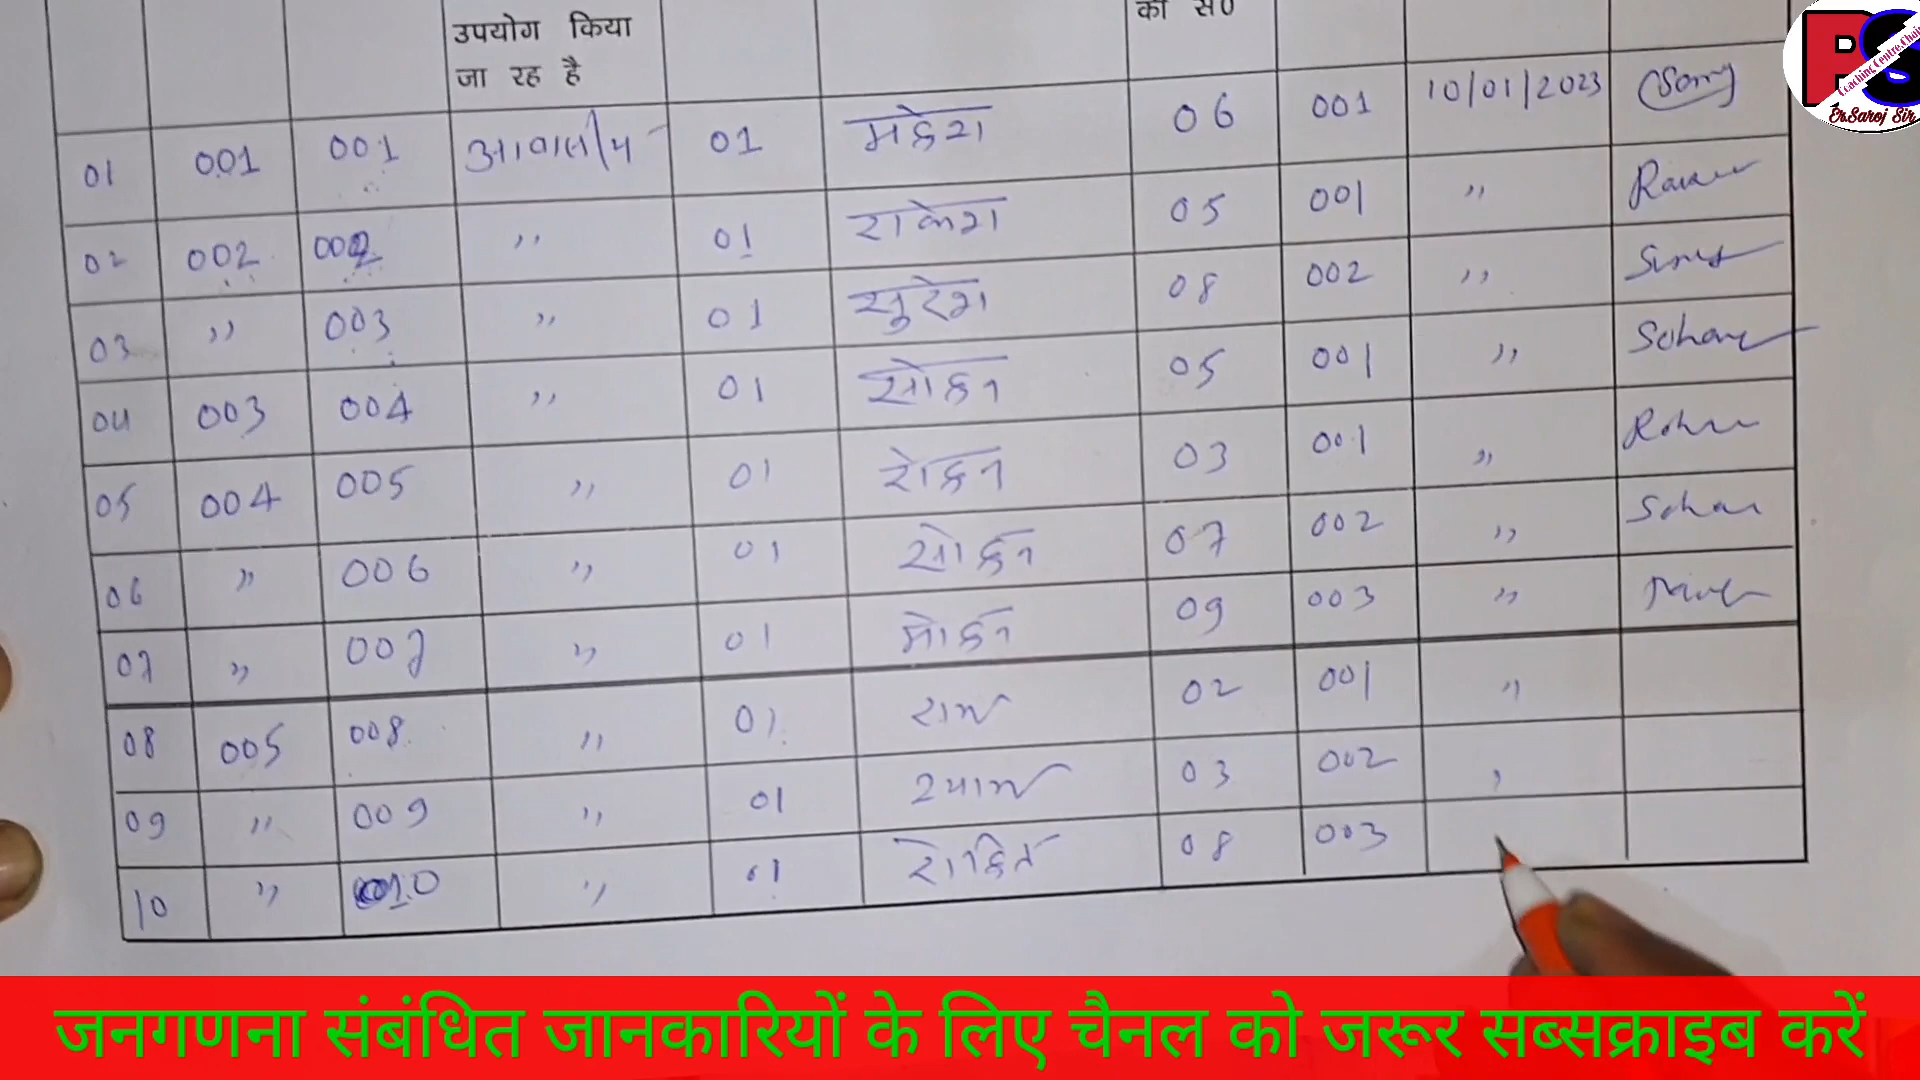 उपयोग किया
जा रह है
की सं0
01 001 001 आवासीय 01 महेश 06 001 10/01/2023
02 002 002 ,, 01 राकेश 05 001 ,,
03 ,, 003 ,, 01 सुरेश 08 002 ,,
04 003 004 ,, 01 सोहन 05 001 ,, Sohan
05 004 005 ,, 01 रोहन 03 001 ,, Rohan
06 ,, 006 ,, 01 सोहन 07 002 ,, Sohan
07 ,, 007 ,, 01 मोहन 09 003 ,,
08 005 008 ,, 01 राम 02 001 ,,
09 ,, 009 ,, 01 श्याम 03 002 ,
10 ,, 010 ,, 01 रोहित 08 003
PS
Coaching Centre,
Er.Saroj Sir
जनगणना संबंधित जानकारियों के लिए चैनल को जरूर सब्सक्राइब करें